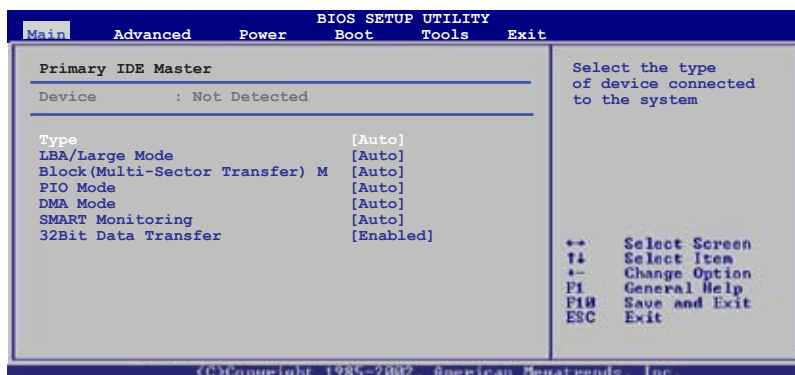 BIOS SETUP UTILITY
Main Advanced Power Boot Tools Exit
Primary IDE Master
Device : Not Detected
Type [Auto]
LBA/Large Mode [Auto]
Block(Multi-Sector Transfer) M [Auto]
PIO Mode [Auto]
DMA Mode [Auto]
SMART Monitoring [Auto]
32Bit Data Transfer [Enabled]
Select the type
of device connected
to the system
←→ Select Screen
↑↓ Select Item
+- Change Option
F1 General Help
F10 Save and Exit
ESC Exit
(C)Copyright 1985-2002, American Megatrends, Inc.